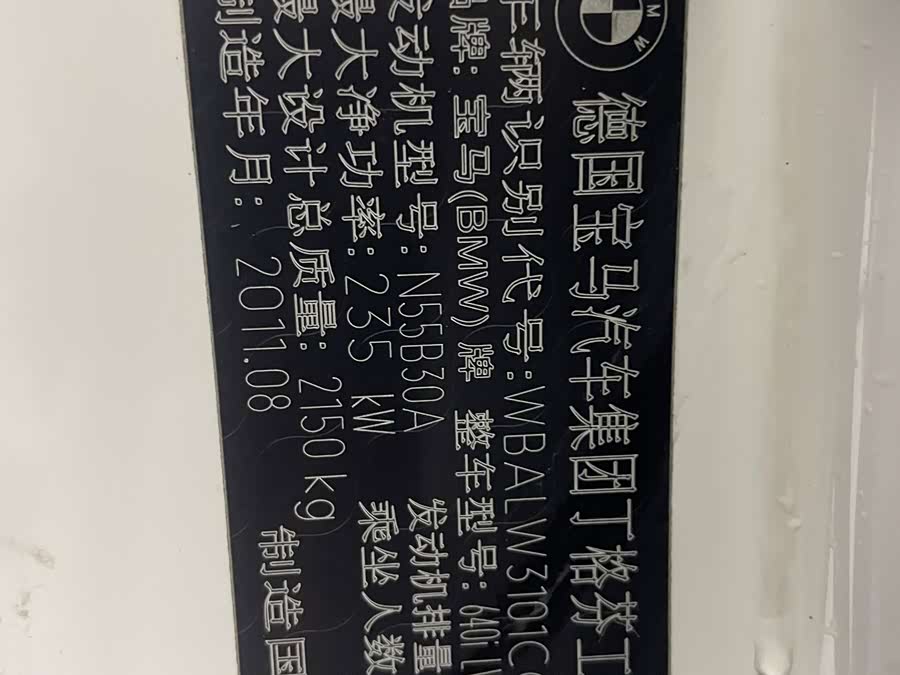 BMW
德国宝马汽车集团丁格芬工
车辆识别代号:WBALW3101C
品牌: 宝马(BMW) 牌 整车型号: 640i
发动机型号: N55B30A 发动机排量
最大净功率: 235 kW 乘坐人数
最大设计总质量: 2150kg
制造年月: 2011.08 制造国